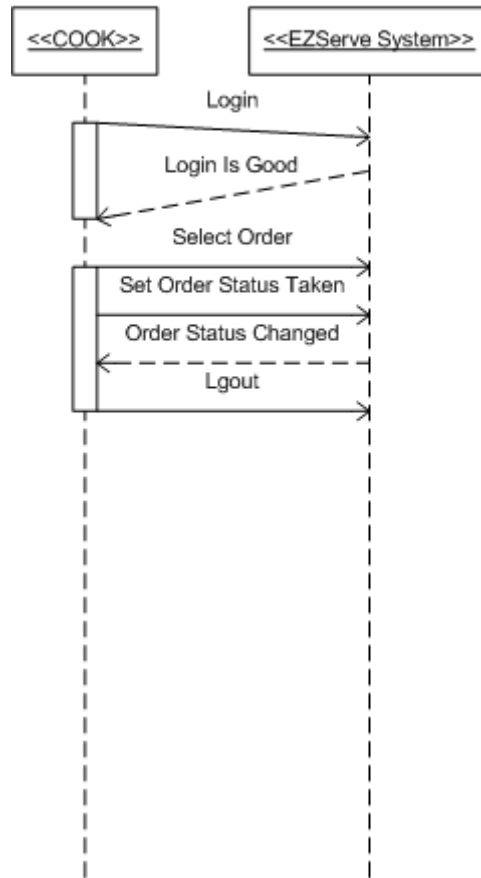 <<COOK>>
<<EZServe System>>
Login
Login Is Good
Select Order
Set Order Status Taken
Order Status Changed
Lgout